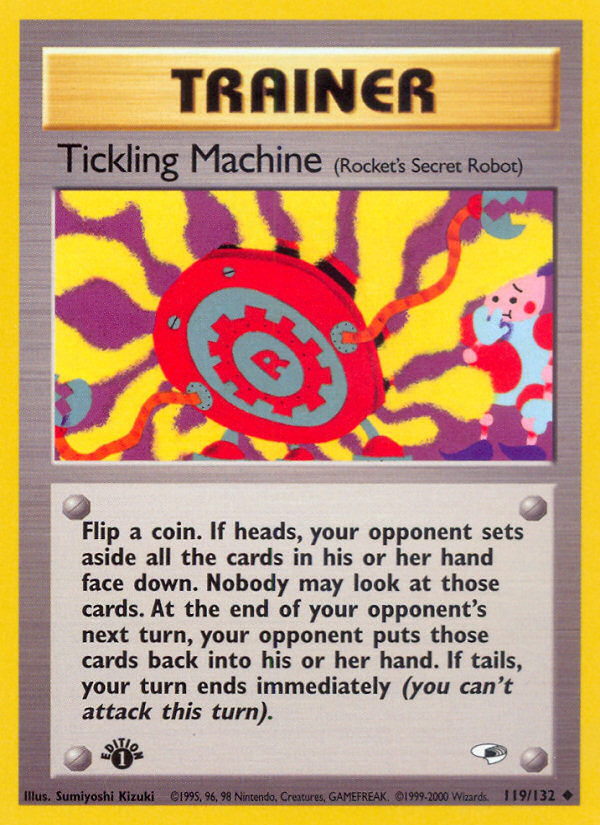 TRAINER
Tickling Machine (Rocket's Secret Robot)
R
Flip a coin. If heads, your opponent sets
aside all the cards in his or her hand
face down. Nobody may look at those
cards. At the end of your opponent's
next turn, your opponent puts those
cards back into his or her hand. If tails,
your turn ends immediately (you can't
attack this turn).
EDITION
1
Illus. Sumiyoshi Kizuki ©1995, 96, 98 Nintendo, Creatures, GAMEFREAK. ©1999-2000 Wizards. 119/132